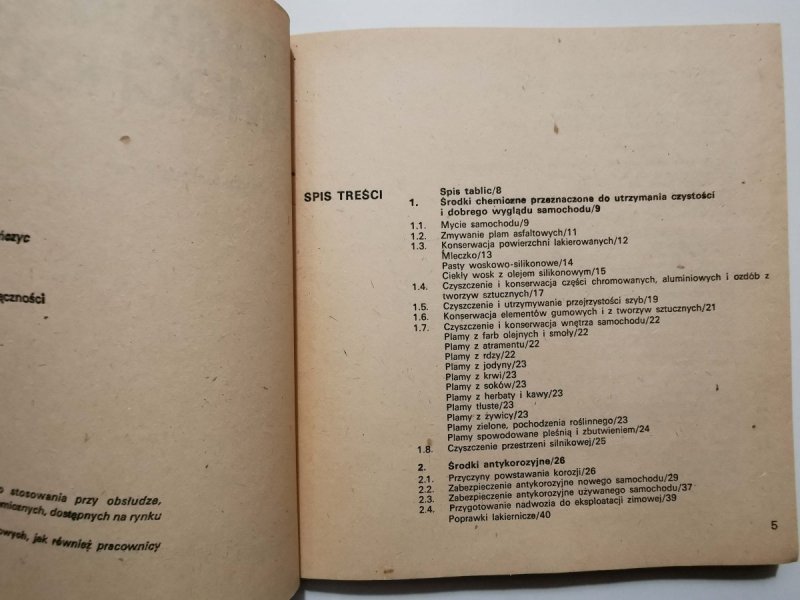 ńczyc
ączności
o stosowania przy obsłudze,
emicznych, dostępnych na rynku
owych, jak również pracownicy
SPIS TREŚCI
Spis tablic/8
1. Środki chemiczne przeznaczone do utrzymania czystości
i dobrego wyglądu samochodu/9
1.1. Mycie samochodu/9
1.2. Zmywanie plam asfaltowych/11
1.3. Konserwacja powierzchni lakierowanych/12
Mleczko/13
Pasty woskowo-silikonowe/14
Ciekły wosk z olejem silikonowym/15
1.4. Czyszczenie i konserwacja części chromowanych, aluminiowych i ozdób z
tworzyw sztucznych/17
1.5. Czyszczenie i utrzymywanie przejrzystości szyb/19
1.6. Konserwacja elementów gumowych i z tworzyw sztucznych/21
1.7. Czyszczenie i konserwacja wnętrza samochodu/22
Plamy z farb olejnych i smoły/22
Plamy z atramentu/22
Plamy z rdzy/22
Plamy z jodyny/23
Plamy z krwi/23
Plamy z soków/23
Plamy z herbaty i kawy/23
Plamy tłuste/23
Plamy z żywicy/23
Plamy zielone, pochodzenia roślinnego/23
Plamy spowodowane pleśnią i zbutwieniem/24
1.8. Czyszczenie przestrzeni silnikowej/25
2. Środki antykorozyjne/26
2.1. Przyczyny powstawania korozji/26
2.2. Zabezpieczenie antykorozyjne nowego samochodu/29
2.3. Zabezpieczenie antykorozyjne używanego samochodu/37
2.4. Przygotowanie nadwozia do eksploatacji zimowej/39
Poprawki lakiernicze/40
5